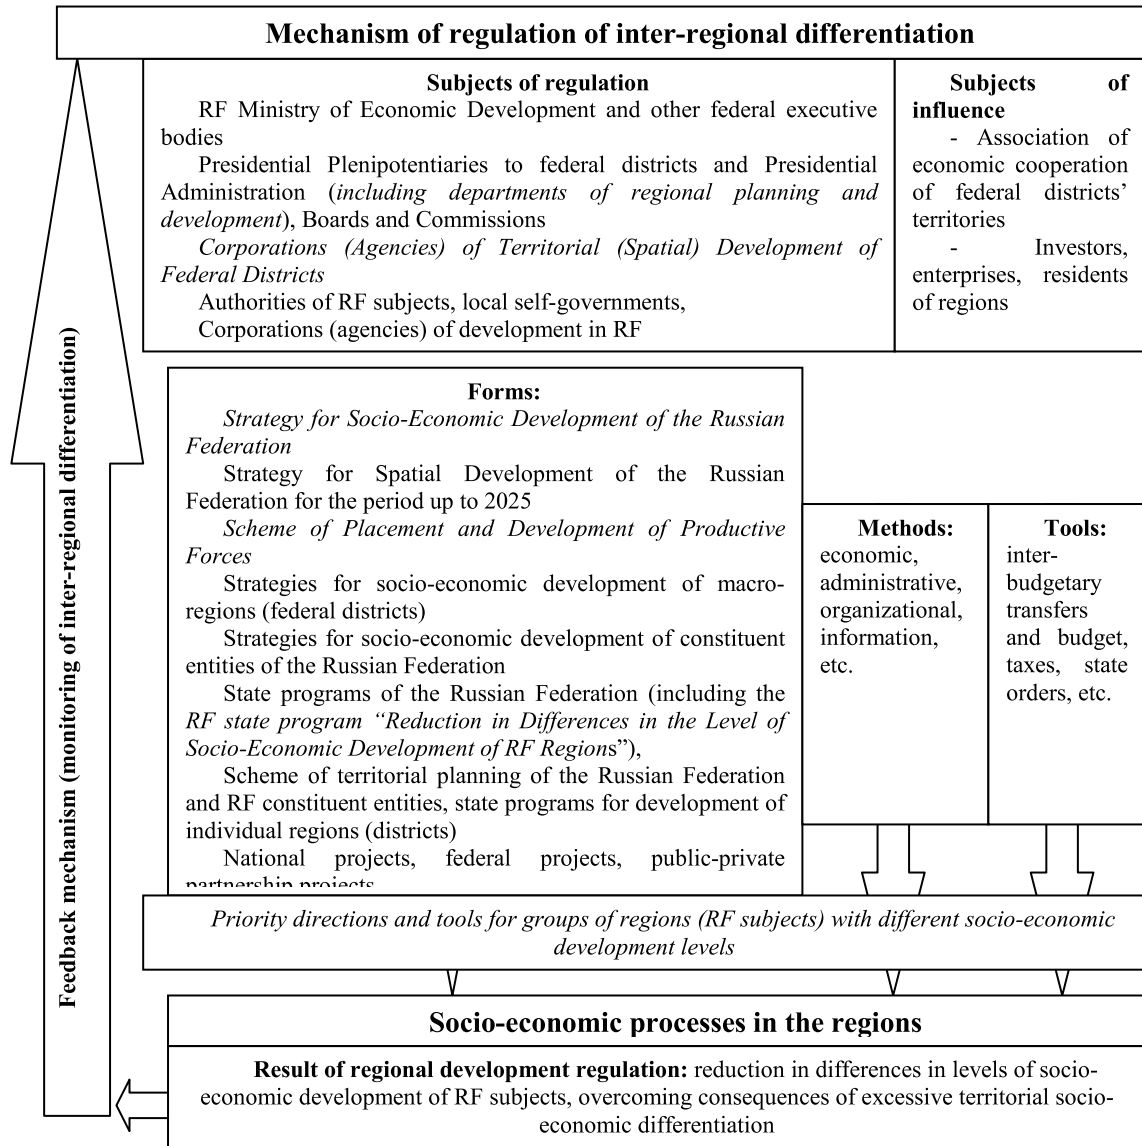 Mechanism of regulation of inter-regional differentiation
Subjects of regulation
RF Ministry of Economic Development and other federal executive
bodies
Presidential Plenipotentiaries to federal districts and Presidential
Administration (including departments of regional planning and
development), Boards and Commissions
Corporations (Agencies) of Territorial (Spatial) Development of
Federal Districts
Authorities of RF subjects, local self-governments,
Corporations (agencies) of development in RF
Subjects of
influence
- Association of
economic cooperation
of federal districts’
territories
- Investors,
enterprises, residents
of regions
Feedback mechanism (monitoring of inter-regional differentiation)
Forms:
Strategy for Socio-Economic Development of the Russian
Federation
Strategy for Spatial Development of the Russian
Federation for the period up to 2025
Scheme of Placement and Development of Productive
Forces
Strategies for socio-economic development of macro-
regions (federal districts)
Strategies for socio-economic development of constituent
entities of the Russian Federation
State programs of the Russian Federation (including the
RF state program “Reduction in Differences in the Level of
Socio-Economic Development of RF Regions”),
Scheme of territorial planning of the Russian Federation
and RF constituent entities, state programs for development of
individual regions (districts)
National projects, federal projects, public-private
partnership projects
Methods:
economic,
administrative,
organizational,
information,
etc.
Tools:
inter-
budgetary
transfers
and budget,
taxes, state
orders, etc.
Priority directions and tools for groups of regions (RF subjects) with different socio-economic
development levels
Socio-economic processes in the regions
Result of regional development regulation: reduction in differences in levels of socio-
economic development of RF subjects, overcoming consequences of excessive territorial socio-
economic differentiation